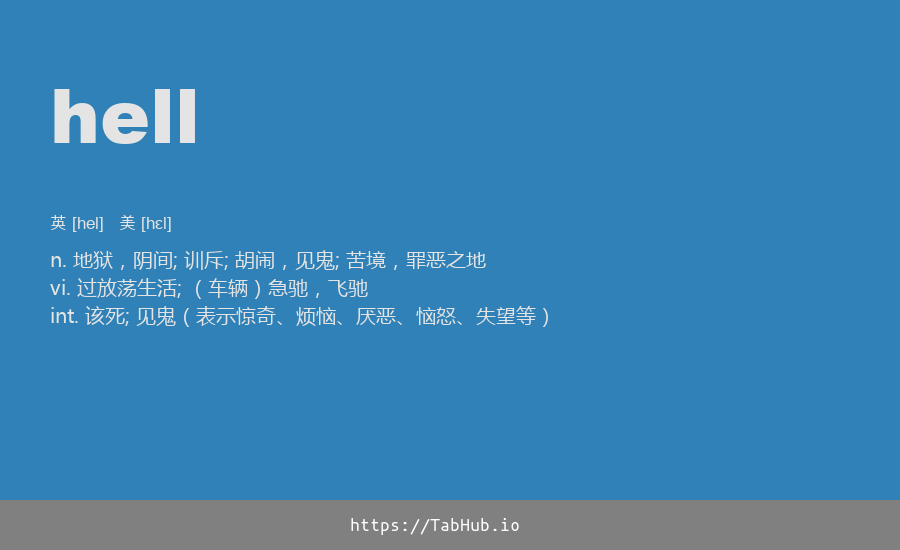 hell
英 [hel] 美 [hɛl]
n. 地狱，阴间; 训斥; 胡闹，见鬼; 苦境，罪恶之地
vi. 过放荡生活; （车辆）急驰，飞驰
int. 该死; 见鬼（表示惊奇、烦恼、厌恶、恼怒、失望等）
https://TabHub.io